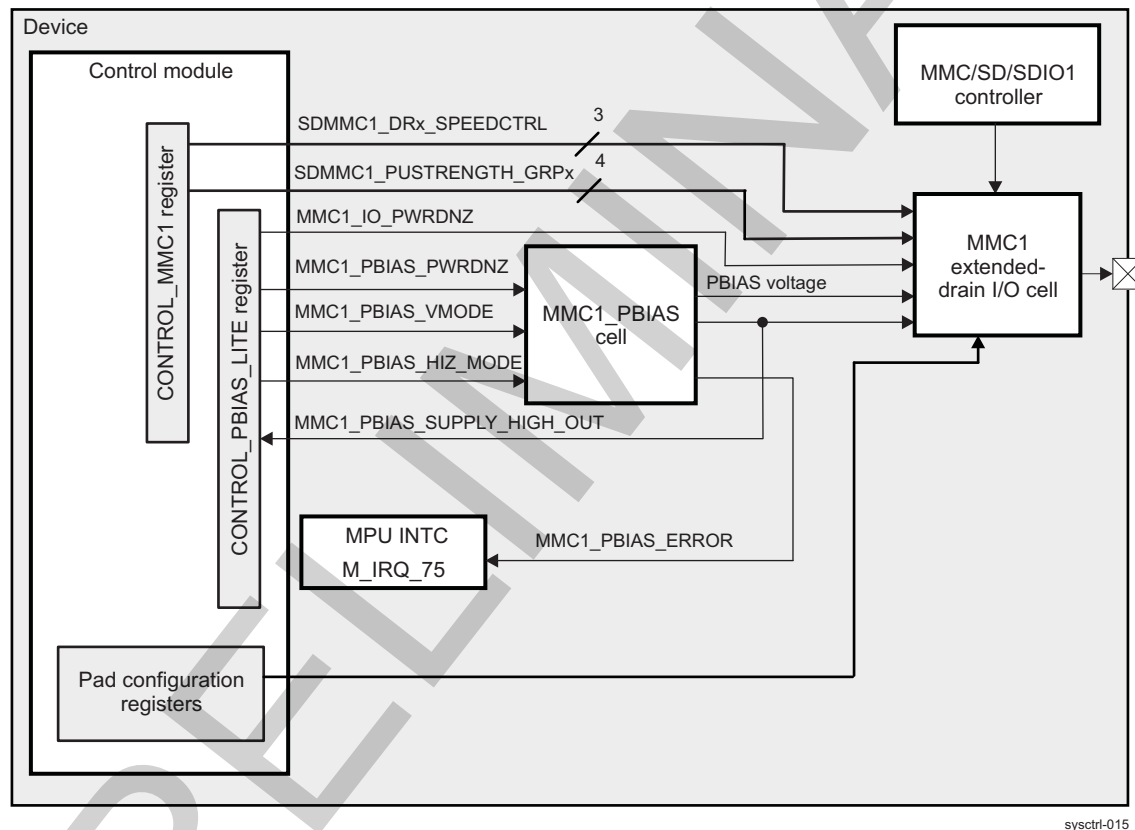 Device
Control module
MMC/SD/SDIO1
controller
CONTROL_MMC1 register
CONTROL_PBIAS_LITE register
SDMMC1_DRx_SPEEDCTRL
3
SDMMC1_PUSTRENGTH_GRPx
4
MMC1_IO_PWRDNZ
MMC1_PBIAS_PWRDNZ
MMC1_PBIAS_VMODE
MMC1_PBIAS_HIZ_MODE
MMC1_PBIAS_SUPPLY_HIGH_OUT
MMC1_PBIAS
cell
PBIAS voltage
MMC1
extended-
drain I/O cell
MPU INTC
M_IRQ_75
MMC1_PBIAS_ERROR
Pad configuration
registers
PRELIMINA
sysctrl-015